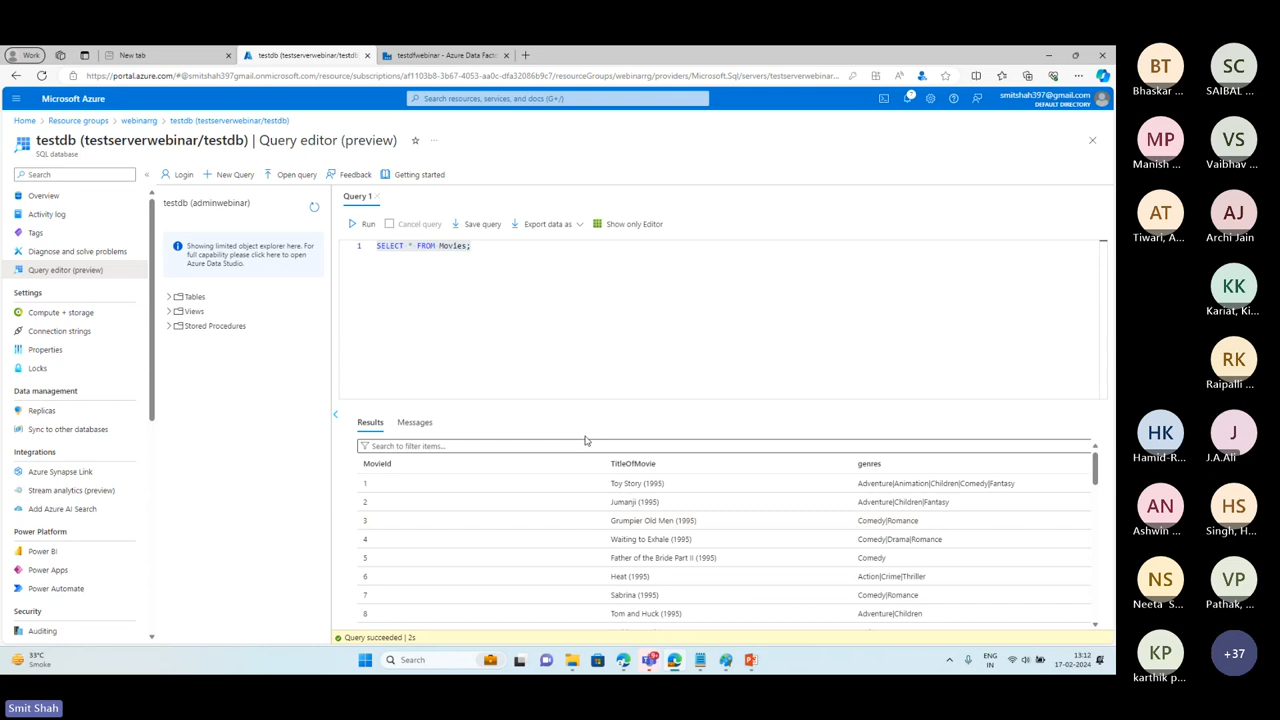 Work
New tab
testdb (testserverwebinar/testdb
testdfwebinar - Azure Data Facto
https://portal.azure.com/#@smitshah397gmail.onmicrosoft.com/resource/subscriptions/af1103b8-3b67-4053-aa0c-dfa32086b9c7/resourceGroups/webinarrg/providers/Microsoft.Sql/servers/testserverwebinar...
Microsoft Azure
Search resources, services, and docs (G+/)
smitshah397@gmail.com
DEFAULT DIRECTORY
Home > Resource groups > webinarrg > testdb (testserverwebinar/testdb)
testdb (testserverwebinar/testdb) | Query editor (preview)
SQL database
Search
Login
New Query
Open query
Feedback
Getting started
Overview
Activity log
Tags
Diagnose and solve problems
Query editor (preview)
Settings
Compute + storage
Connection strings
Properties
Locks
Data management
Replicas
Sync to other databases
Integrations
Azure Synapse Link
Stream analytics (preview)
Add Azure AI Search
Power Platform
Power BI
Power Apps
Power Automate
Security
Auditing
testdb (adminwebinar)
Showing limited object explorer here. For
full capability please click here to open
Azure Data Studio.
Tables
Views
Stored Procedures
Query 1
Run
Cancel query
Save query
Export data as
Show only Editor
1 SELECT * FROM Movies;
Results
Messages
Search to filter items...
MovieId TitleOfMovie genres
1 Toy Story (1995) Adventure|Animation|Children|Comedy|Fantasy
2 Jumanji (1995) Adventure|Children|Fantasy
3 Grumpier Old Men (1995) Comedy|Romance
4 Waiting to Exhale (1995) Comedy|Drama|Romance
5 Father of the Bride Part II (1995) Comedy
6 Heat (1995) Action|Crime|Thriller
7 Sabrina (1995) Comedy|Romance
8 Tom and Huck (1995) Adventure|Children
Query succeeded | 2s
33°C
Smoke
Search
ENG
IN
13:12
17-02-2024
BT
Bhaskar ...
SC
SAIBAL ...
MP
Manish ...
VS
Vaibhav ...
AT
Tiwari, A...
AJ
Archi Jain
KK
Kariat, Ki...
RK
Raipalli ...
HK
Hamid-R...
J
J.A.Ali
AN
Ashwin ...
HS
Singh, H...
NS
Neeta S...
VP
Pathak, ...
KP
karthik p...
+37
Smit Shah